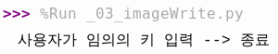 >>> %Run _03_imageWrite.py
사용자가 임의의 키 입력 --> 종료